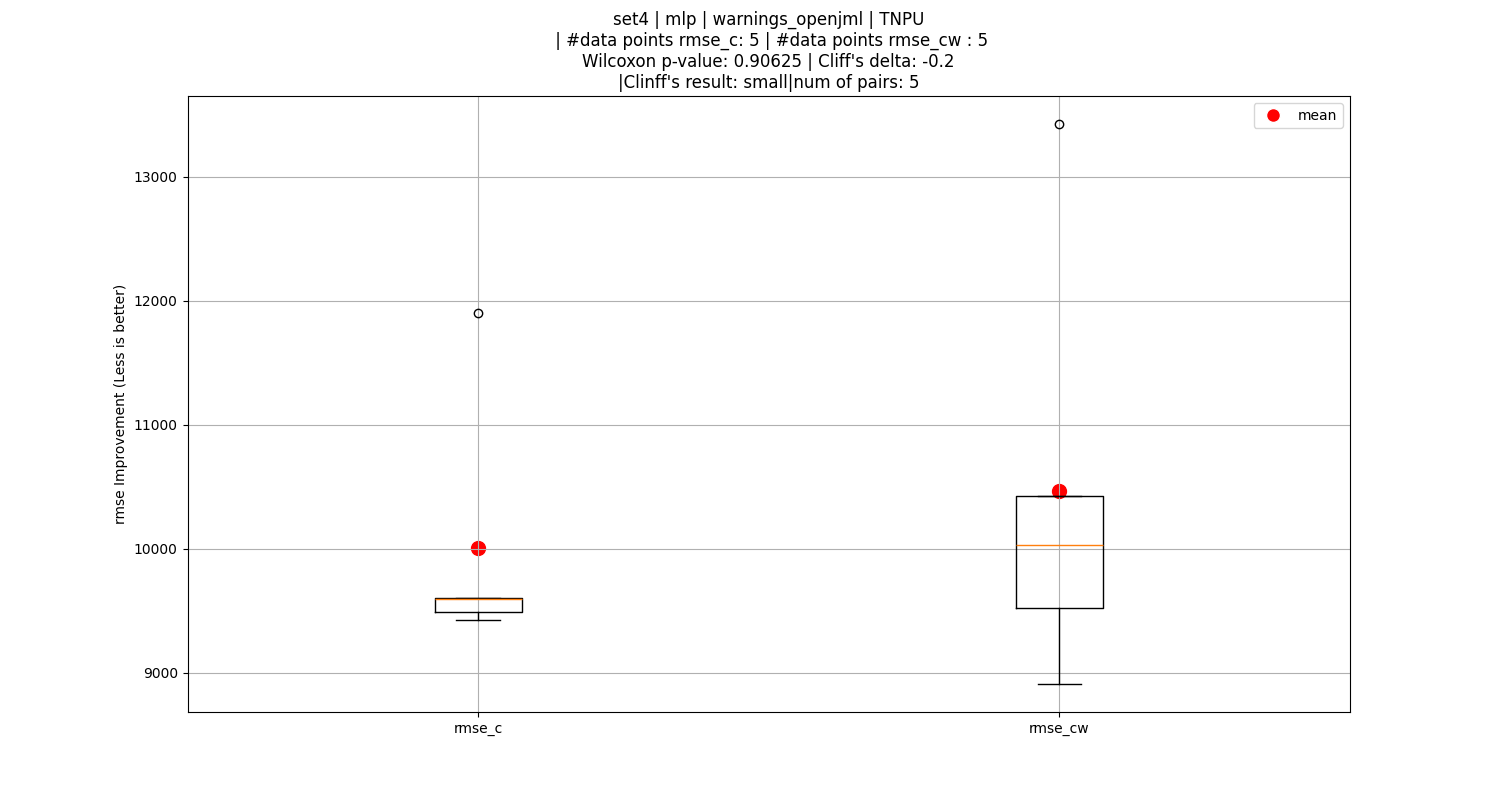 set4 | mlp | warnings_openjml | TNPU
| #data points rmse_c: 5 | #data points rmse_cw : 5
Wilcoxon p-value: 0.90625 | Cliff's delta: -0.2
|Clinff's result: small|num of pairs: 5
mean
13000
12000
11000
10000
9000
rmse Improvement (Less is better)
rmse_c
rmse_cw